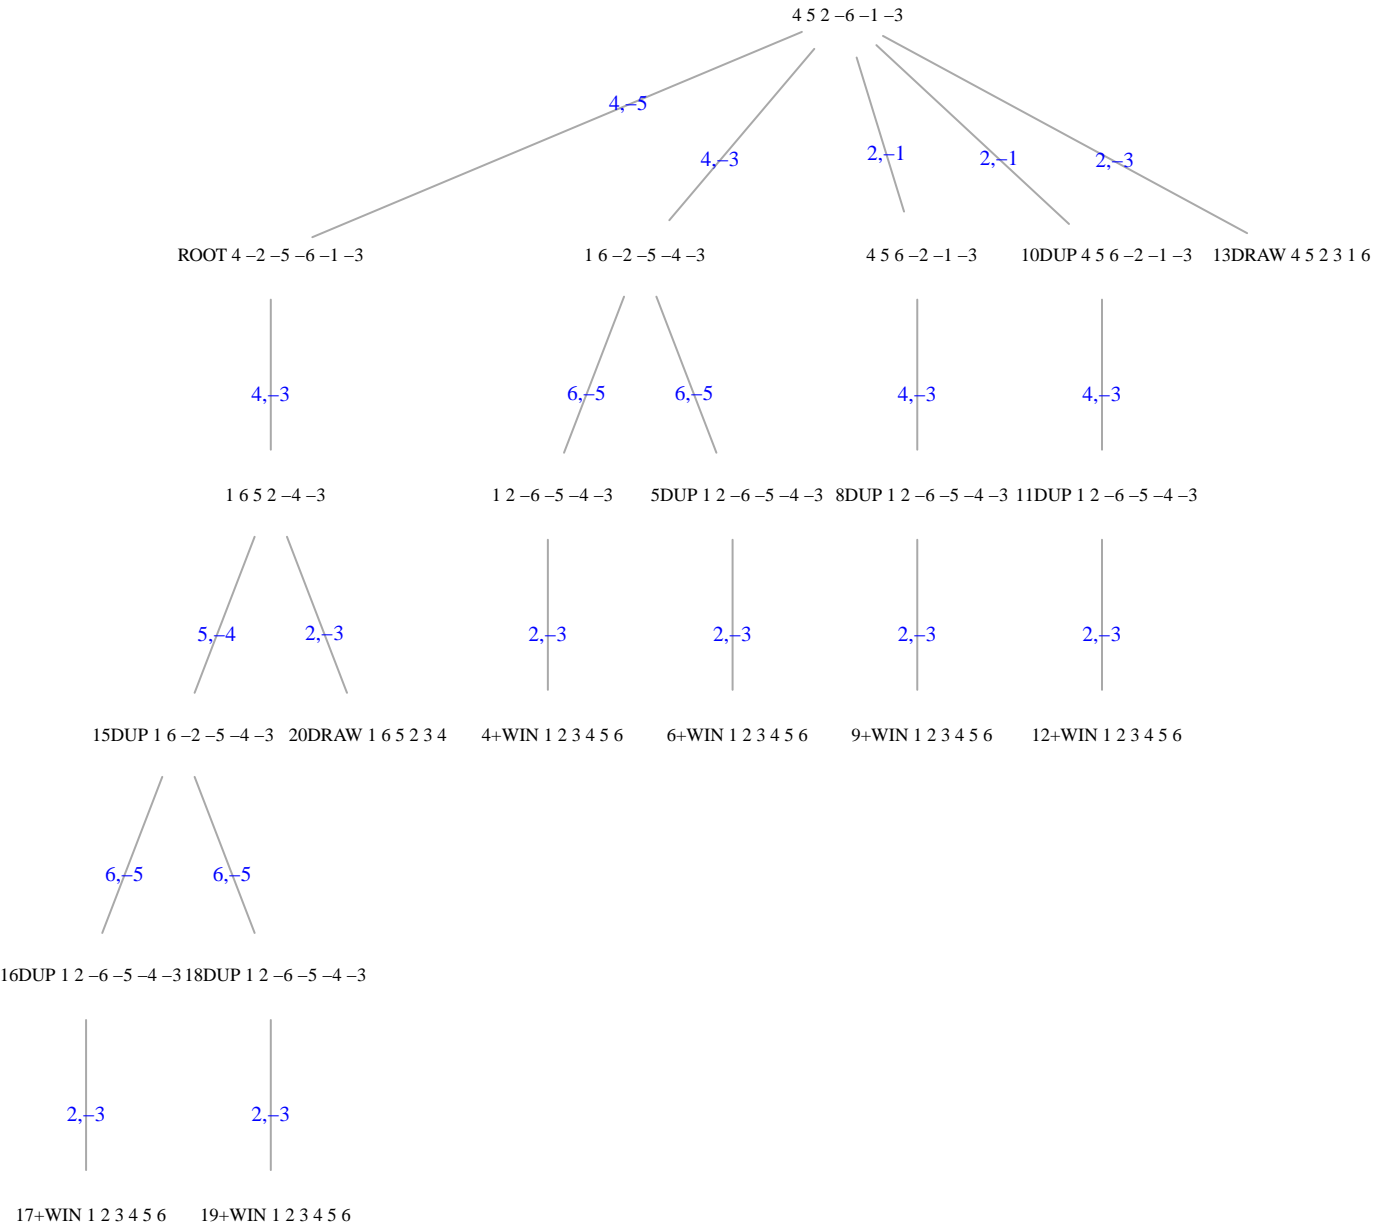 4 5 2 –6 –1 –3
4,–5
4,–3
2,–1
2,–1
2,–3
ROOT 4 –2 –5 –6 –1 –3
1 6 –2 –5 –4 –3
4 5 6 –2 –1 –3
10DUP 4 5 6 –2 –1 –3
13DRAW 4 5 2 3 1 6
4,–3
6,–5
6,–5
4,–3
4,–3
1 6 5 2 –4 –3
1 2 –6 –5 –4 –3
5DUP 1 2 –6 –5 –4 –3
8DUP 1 2 –6 –5 –4 –3
11DUP 1 2 –6 –5 –4 –3
5,–4
2,–3
2,–3
2,–3
2,–3
2,–3
15DUP 1 6 –2 –5 –4 –3
20DRAW 1 6 5 2 3 4
4+WIN 1 2 3 4 5 6
6+WIN 1 2 3 4 5 6
9+WIN 1 2 3 4 5 6
12+WIN 1 2 3 4 5 6
6,–5
6,–5
16DUP 1 2 –6 –5 –4 –3
18DUP 1 2 –6 –5 –4 –3
2,–3
2,–3
17+WIN 1 2 3 4 5 6
19+WIN 1 2 3 4 5 6